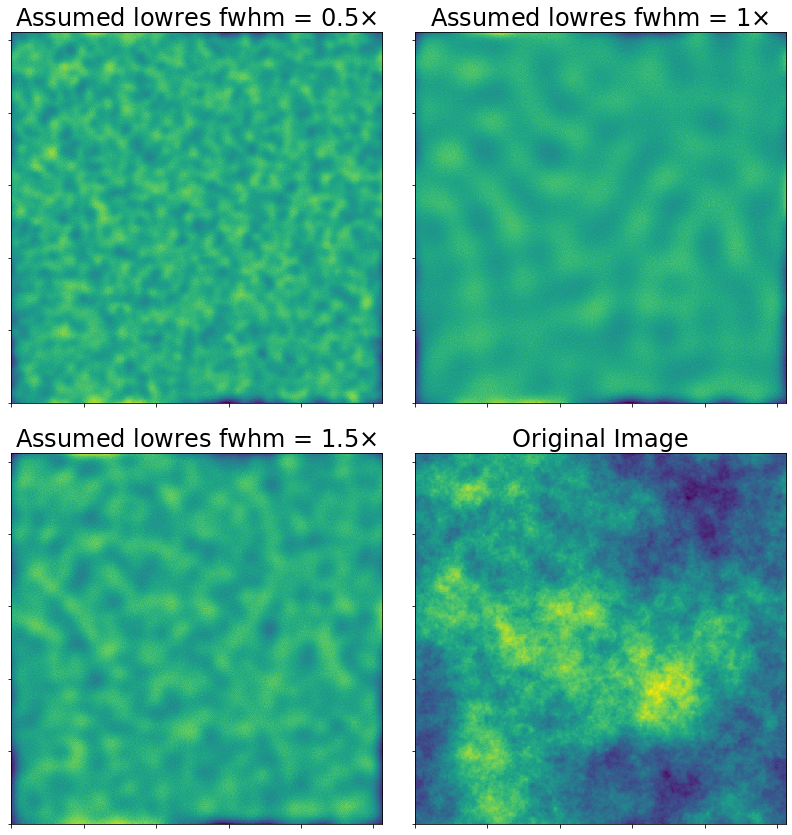 Assumed lowres fwhm = 0.5×
Assumed lowres fwhm = 1×
Assumed lowres fwhm = 1.5×
Original Image